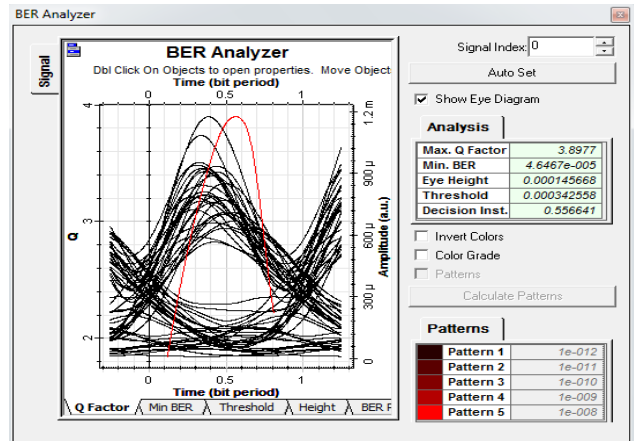 BER Analyzer
Signal
BER Analyzer
Dbl Click On Objects to open properties. Move Object
Time (bit period)
0 0.5 1
4
3
2
Q
1.2 m
900 µ
600 µ
300 µ
0
Amplitude (a.u.)
0 0.5 1
Time (bit period)
Q Factor Min BER Threshold Height BER P
Signal Index: 0
Auto Set
Show Eye Diagram
Analysis
Max. Q Factor 3.8977
Min. BER 4.6467e-005
Eye Height 0.000145668
Threshold 0.000342558
Decision Inst. 0.556641
Invert Colors
Color Grade
Patterns
Calculate Patterns
Patterns
Pattern 1 1e-012
Pattern 2 1e-011
Pattern 3 1e-010
Pattern 4 1e-009
Pattern 5 1e-008